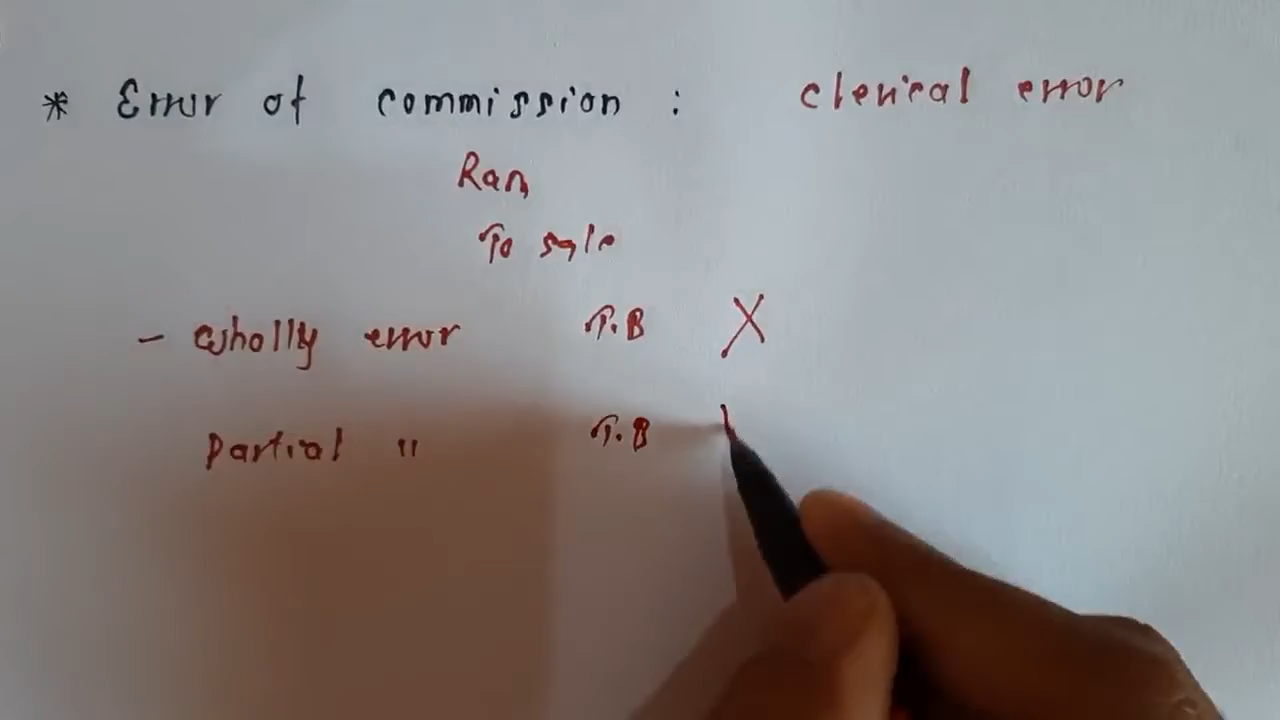 * Error of commission : clerical error
Ram
To sale
- Wholly error T.B X
Partial " T.B